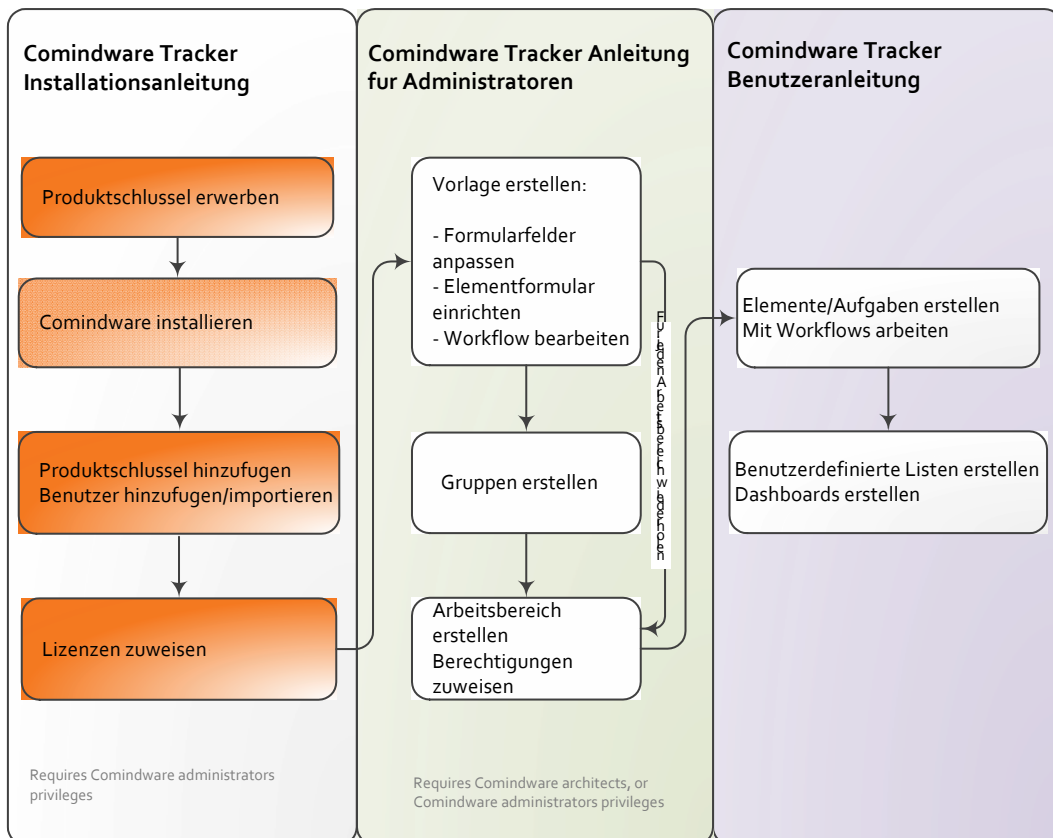 Comindware Tracker
Installationsanleitung
Produktschlussel erwerben
Comindware installieren
Produktschlussel hinzufugen
Benutzer hinzufugen/importieren
Lizenzen zuweisen
Requires Comindware administrators
privileges
Comindware Tracker Anleitung
fur Administratoren
Vorlage erstellen:
- Formularfelder
anpassen
- Elementformular
einrichten
- Workflow bearbeiten
Gruppen erstellen
Arbeitsbereich
erstellen
Berechtigungen
zuweisen
Requires Comindware architects, or
Comindware administrators privileges
Comindware Tracker
Benutzeranleitung
Elemente/Aufgaben erstellen
Mit Workflows arbeiten
Benutzerdefinierte Listen erstellen
Dashboards erstellen